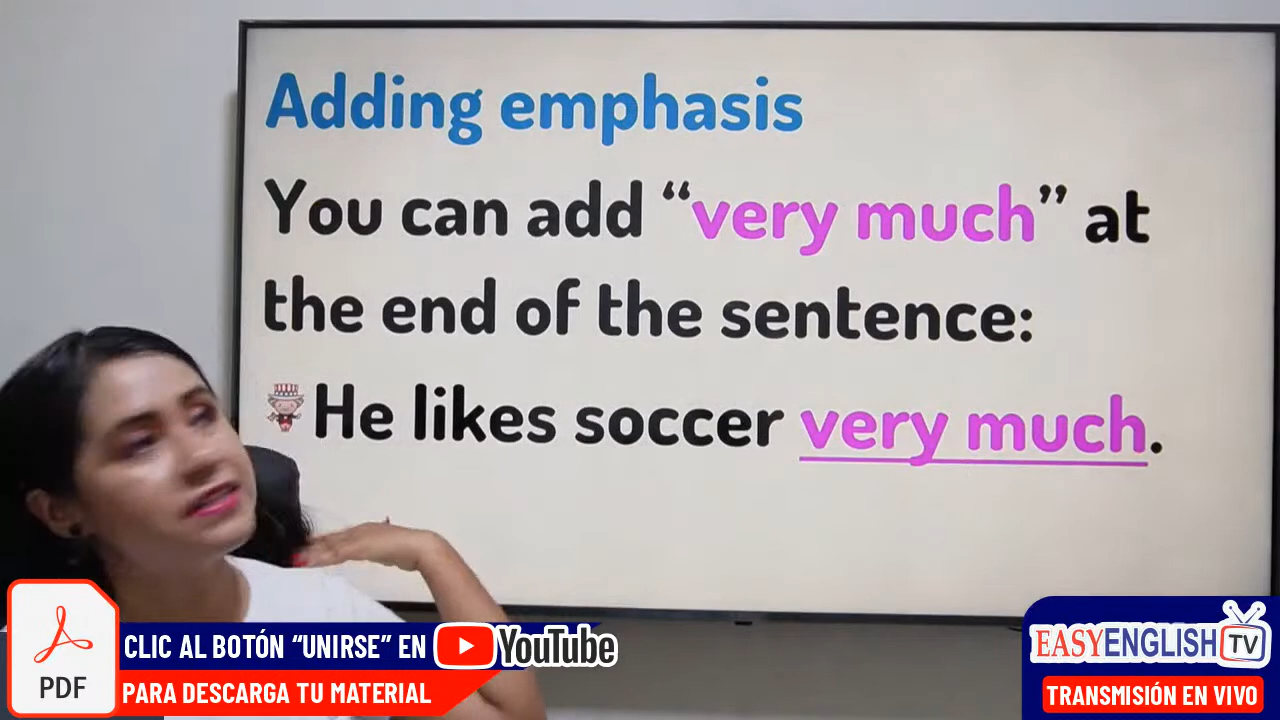 Adding emphasis
You can add “very much” at
the end of the sentence:
He likes soccer very much.
PDF
CLIC AL BOTÓN “UNIRSE” EN YouTube
PARA DESCARGA TU MATERIAL
EASYENGLISH TV
TRANSMISIÓN EN VIVO